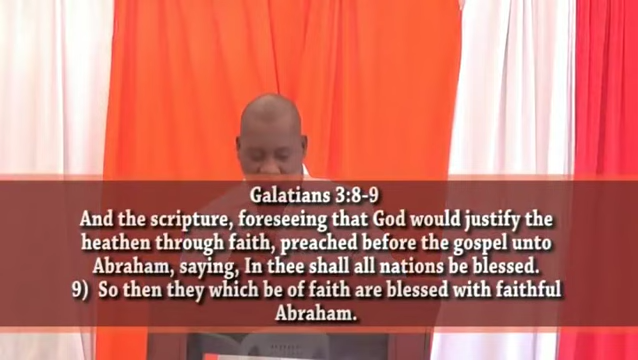 Galatians 3:8-9
And the scripture, foreseeing that God would justify the
heathen through faith, preached before the gospel unto
Abraham, saying, In thee shall all nations be blessed.
9)  So then they which be of faith are blessed with faithful
Abraham.